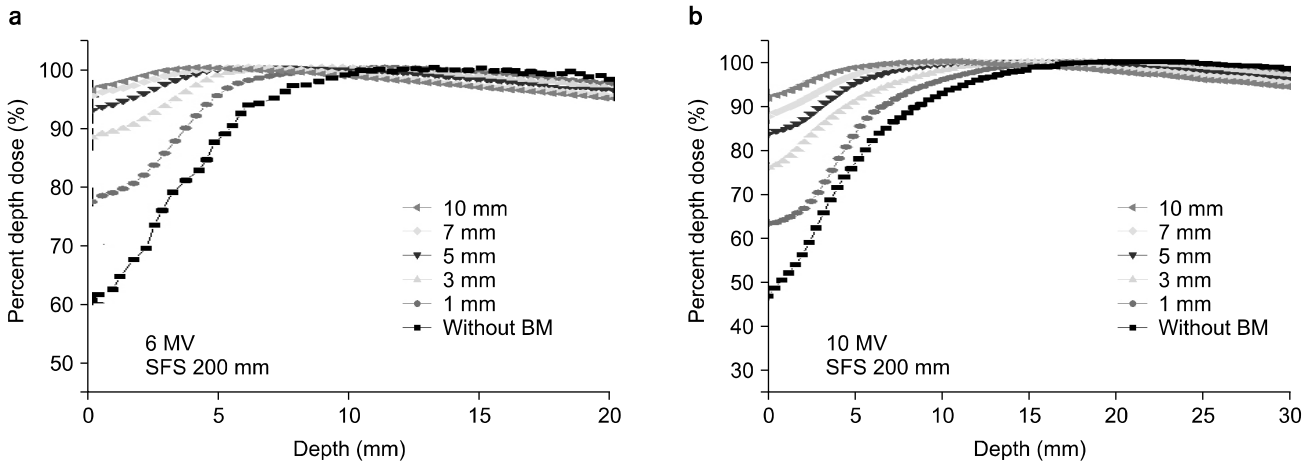 a
Percent depth dose (%)
100
90
80
70
60
50
0
5
10
15
20
Depth (mm)
10 mm
7 mm
5 mm
3 mm
1 mm
Without BM
6 MV
SFS 200 mm
b
Percent depth dose (%)
100
90
80
70
60
50
40
30
0
5
10
15
20
25
30
Depth (mm)
10 mm
7 mm
5 mm
3 mm
1 mm
Without BM
10 MV
SFS 200 mm